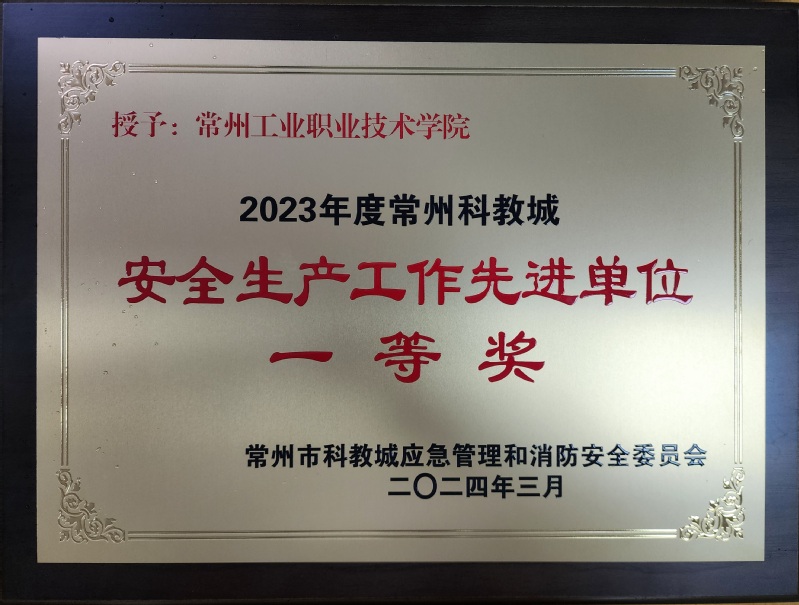 授予：常州工业职业技术学院
2023年度常州科教城
安全生产工作先进单位
一等奖
常州市科教城应急管理和消防安全委员会
二〇二四年三月